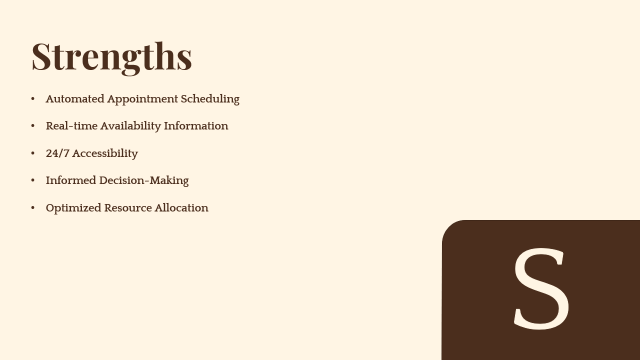 Strengths
• Automated Appointment Scheduling
• Real-time Availability Information
• 24/7 Accessibility
• Informed Decision-Making
• Optimized Resource Allocation
S